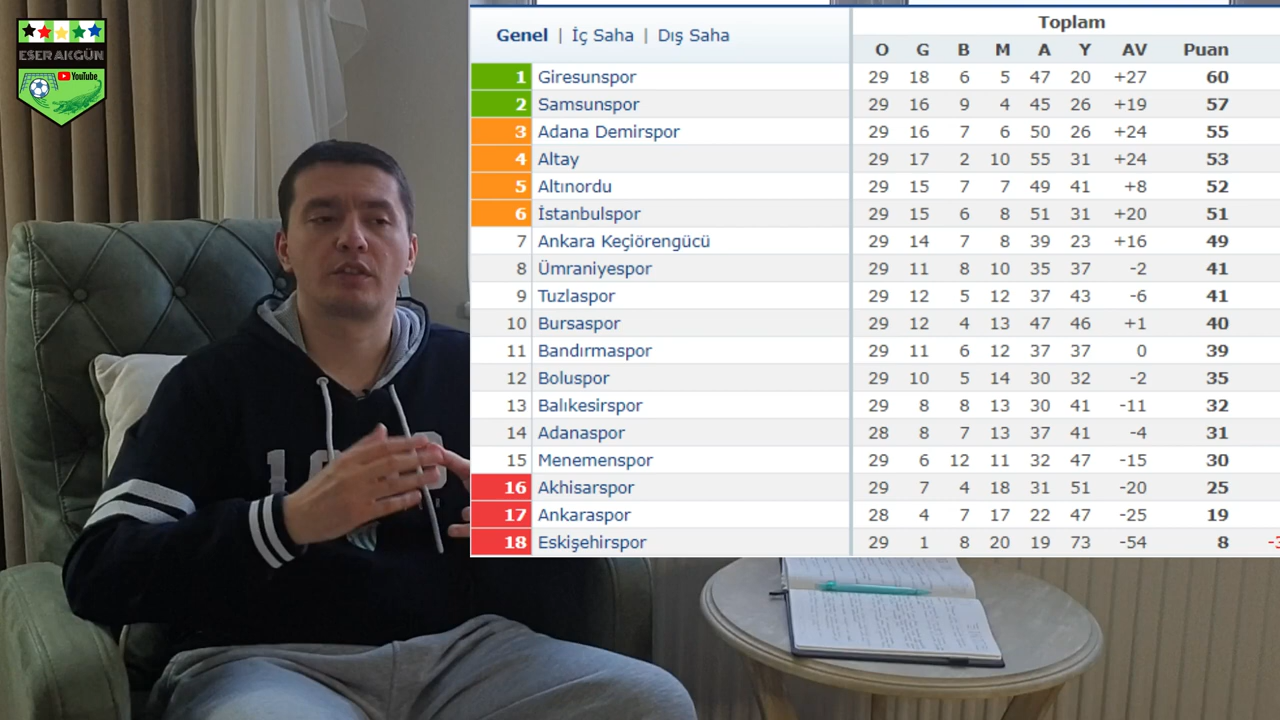 ESER AKGÜN
YouTube
Genel | İç Saha | Dış Saha
Toplam
O G B M A Y AV Puan
1 Giresunspor 29 18 6 5 47 20 +27 60
2 Samsunspor 29 16 9 4 45 26 +19 57
3 Adana Demirspor 29 16 7 6 50 26 +24 55
4 Altay 29 17 2 10 55 31 +24 53
5 Altınordu 29 15 7 7 49 41 +8 52
6 İstanbulspor 29 15 6 8 51 31 +20 51
7 Ankara Keçiörengücü 29 14 7 8 39 23 +16 49
8 Ümraniyespor 29 11 8 10 35 37 -2 41
9 Tuzlaspor 29 12 5 12 37 43 -6 41
10 Bursaspor 29 12 4 13 47 46 +1 40
11 Bandırmaspor 29 11 6 12 37 37 0 39
12 Boluspor 29 10 5 14 30 32 -2 35
13 Balıkesirspor 29 8 8 13 30 41 -11 32
14 Adanaspor 28 8 7 13 37 41 -4 31
15 Menemenspor 29 6 12 11 32 47 -15 30
16 Akhisarspor 29 7 4 18 31 51 -20 25
17 Ankaraspor 28 4 7 17 22 47 -25 19
18 Eskişehirspor 29 1 8 20 19 73 -54 8